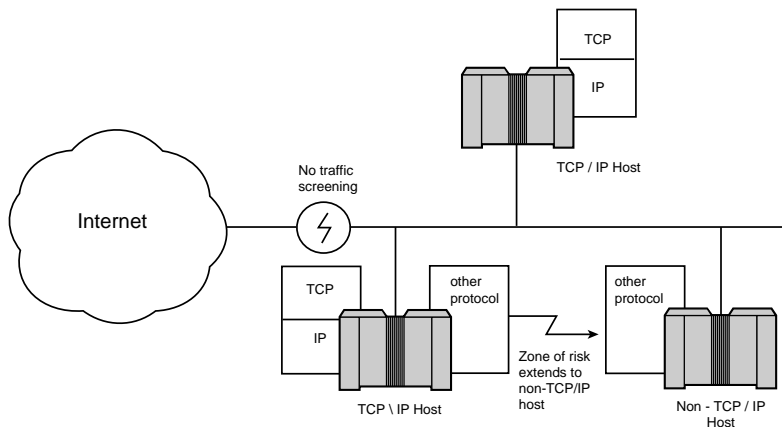 TCP
IP
TCP / IP Host
No traffic
screening
Internet
TCP
IP
other
protocol
other
protocol
Zone of risk
extends to
non-TCP/IP
host
TCP \ IP Host
Non - TCP / IP
Host